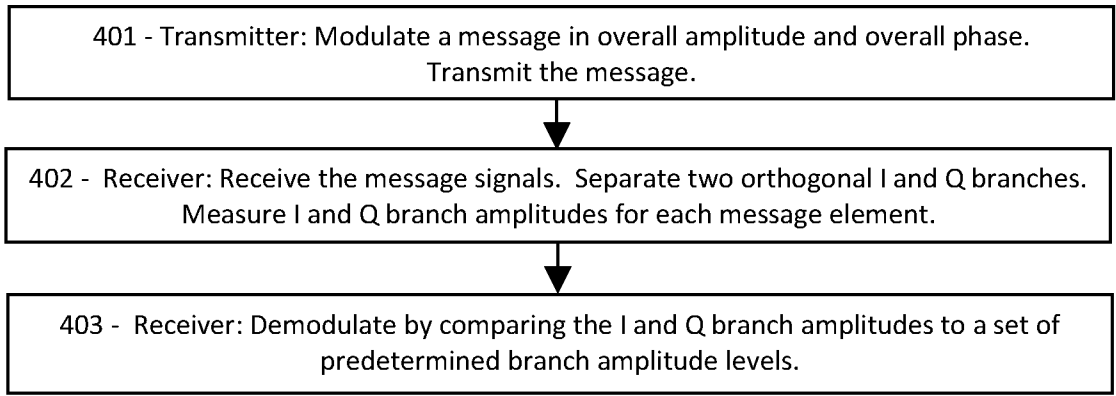 401 - Transmitter: Modulate a message in overall amplitude and overall phase.
Transmit the message.
402 - Receiver: Receive the message signals. Separate two orthogonal I and Q branches.
Measure I and Q branch amplitudes for each message element.
403 - Receiver: Demodulate by comparing the I and Q branch amplitudes to a set of
predetermined branch amplitude levels.